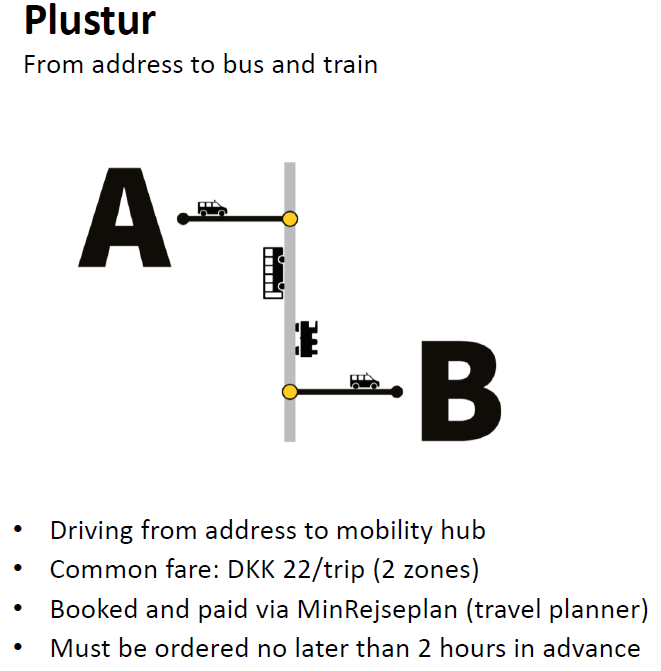 Plustur
From address to bus and train
A
B
• Driving from address to mobility hub
• Common fare: DKK 22/trip (2 zones)
• Booked and paid via MinRejseplan (travel planner)
• Must be ordered no later than 2 hours in advance